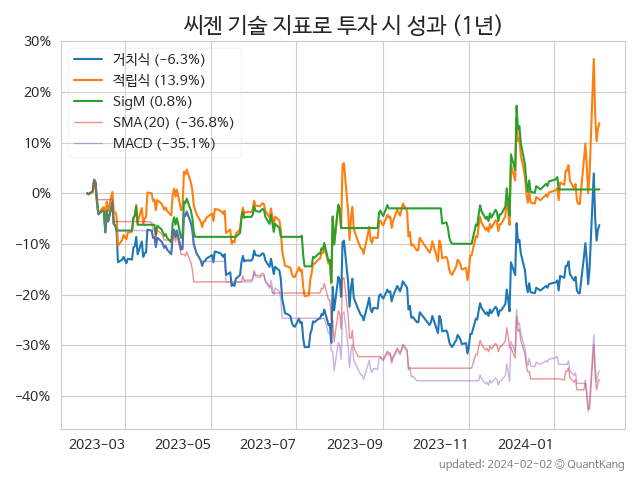 씨젠 기술 지표로 투자 시 성과 (1년)
30%
20%
10%
0%
−10%
−20%
−30%
−40%
거치식 (−6.3%)
적립식 (13.9%)
SigM (0.8%)
SMA(20) (−36.8%)
MACD (−35.1%)
2023-03 2023-05 2023-07 2023-09 2023-11 2024-01
updated: 2024-02-02 © QuantKang